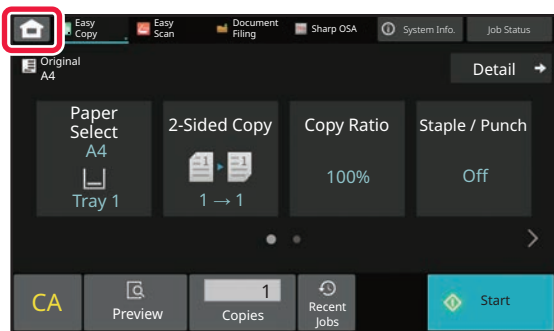 Easy
Copy
Easy
Scan
Document
Filing
Sharp OSA
System Info.
Job Status
Original
A4
Detail
Paper
Select
A4
Tray 1
2-Sided Copy
1 1
1 → 1
Copy Ratio
100%
Staple / Punch
Off
CA
Preview
1
Copies
Recent
Jobs
Start